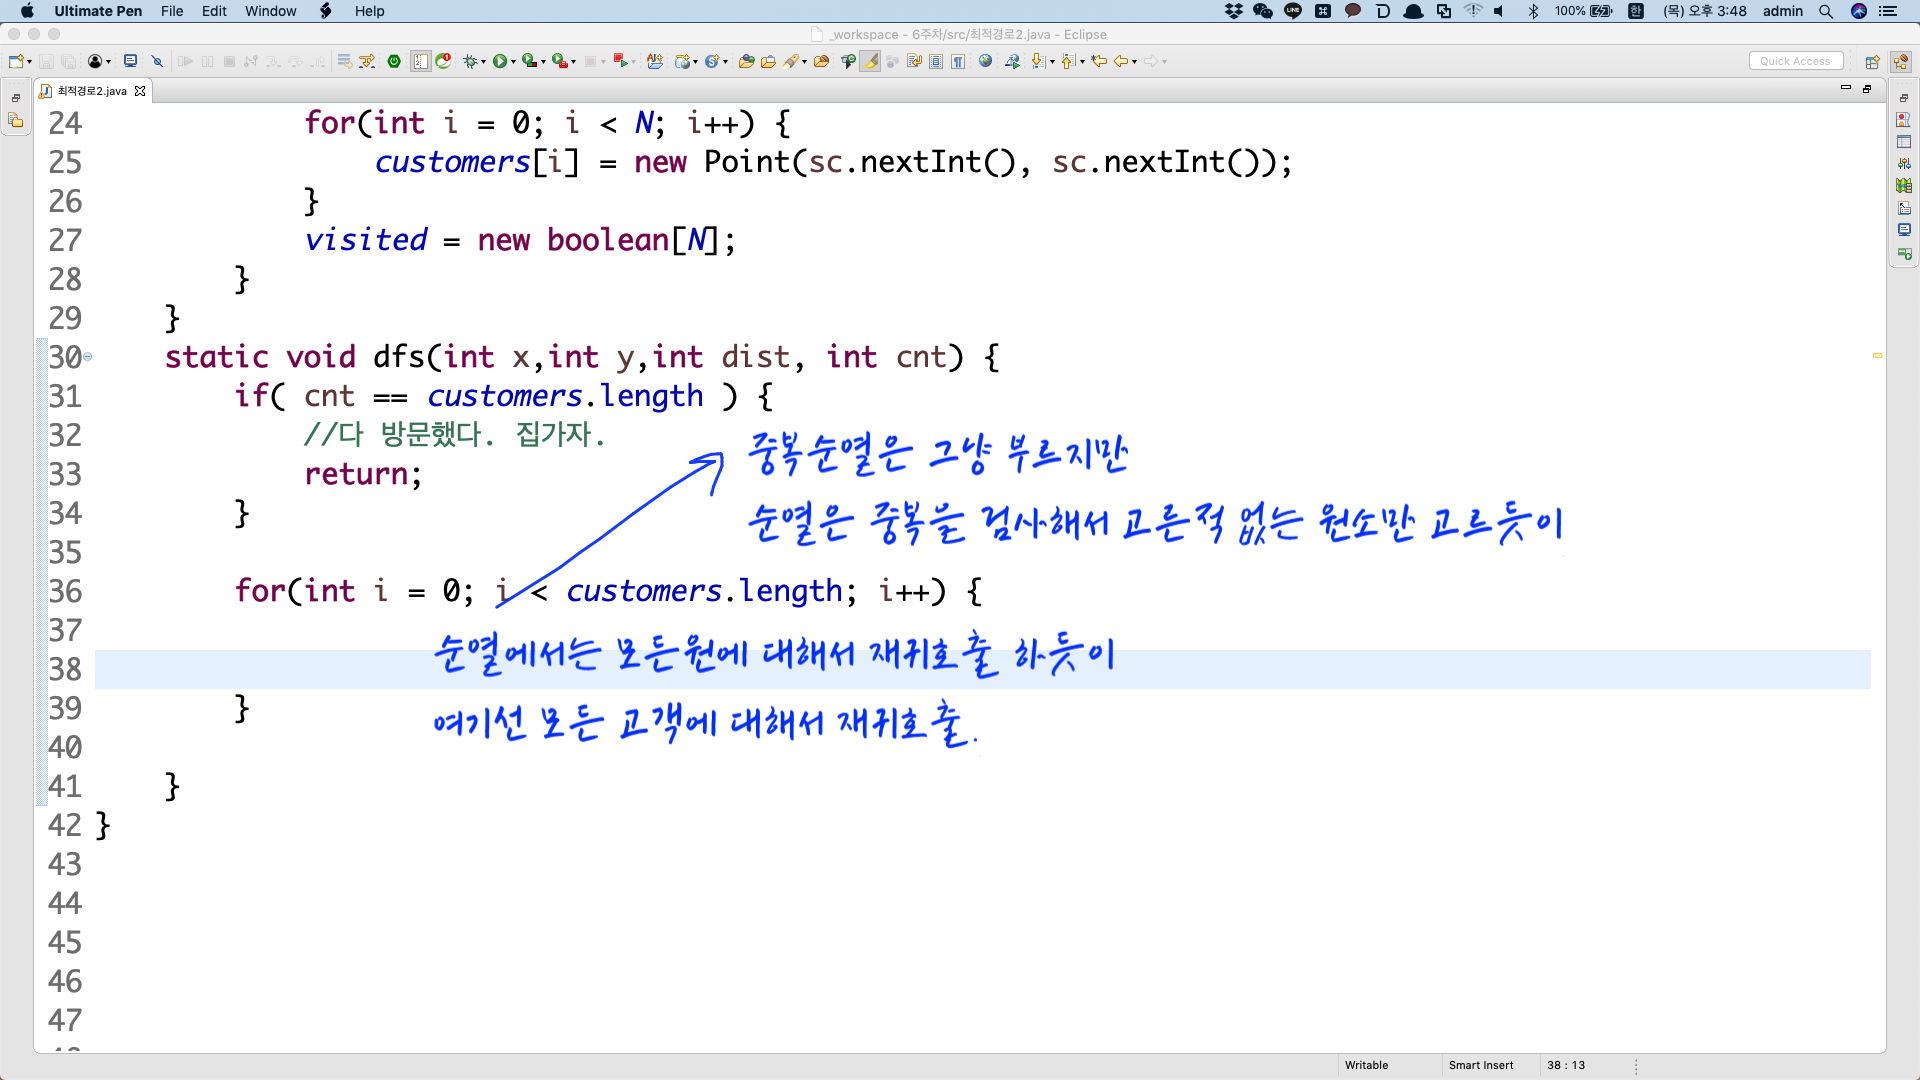 Ultimate Pen File Edit Window Help 100% 한 (목) 오후 3:48 admin
_workspace - 6주차/src/최적경로2.java - Eclipse
Quick Access
최적경로2.java
24 for(int i = 0; i < N; i++) {
25 customers[i] = new Point(sc.nextInt(), sc.nextInt());
26 }
27 visited = new boolean[N];
28 }
29 }
30 static void dfs(int x,int y,int dist, int cnt) {
31 if( cnt == customers.length ) {
32 //다 방문했다. 집가자.
중복순열은 그냥 부르지만
33 return;
34 }
순열은 중복을 검사해서 고른적 없는 원소만 고르듯이
35
36 for(int i = 0; i < customers.length; i++) {
37
순열에서는 모든원에 대해서 재귀호출 하듯이
38
39 }
여기선 모든 고객에 대해서 재귀호출.
40
41 }
42 }
43
44
45
46
47
Writable Smart Insert 38 : 13